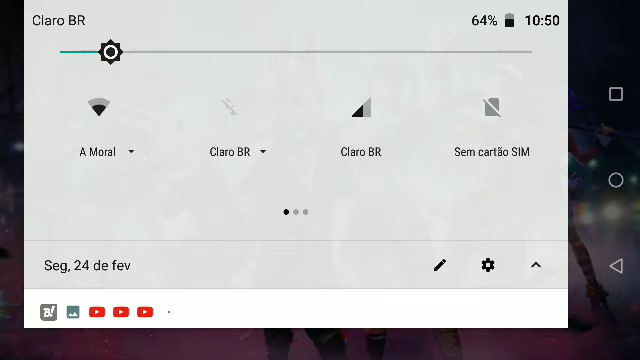 Claro BR 64% 10:50
A Moral Claro BR Claro BR Sem cartão SIM
Seg, 24 de fev
B!